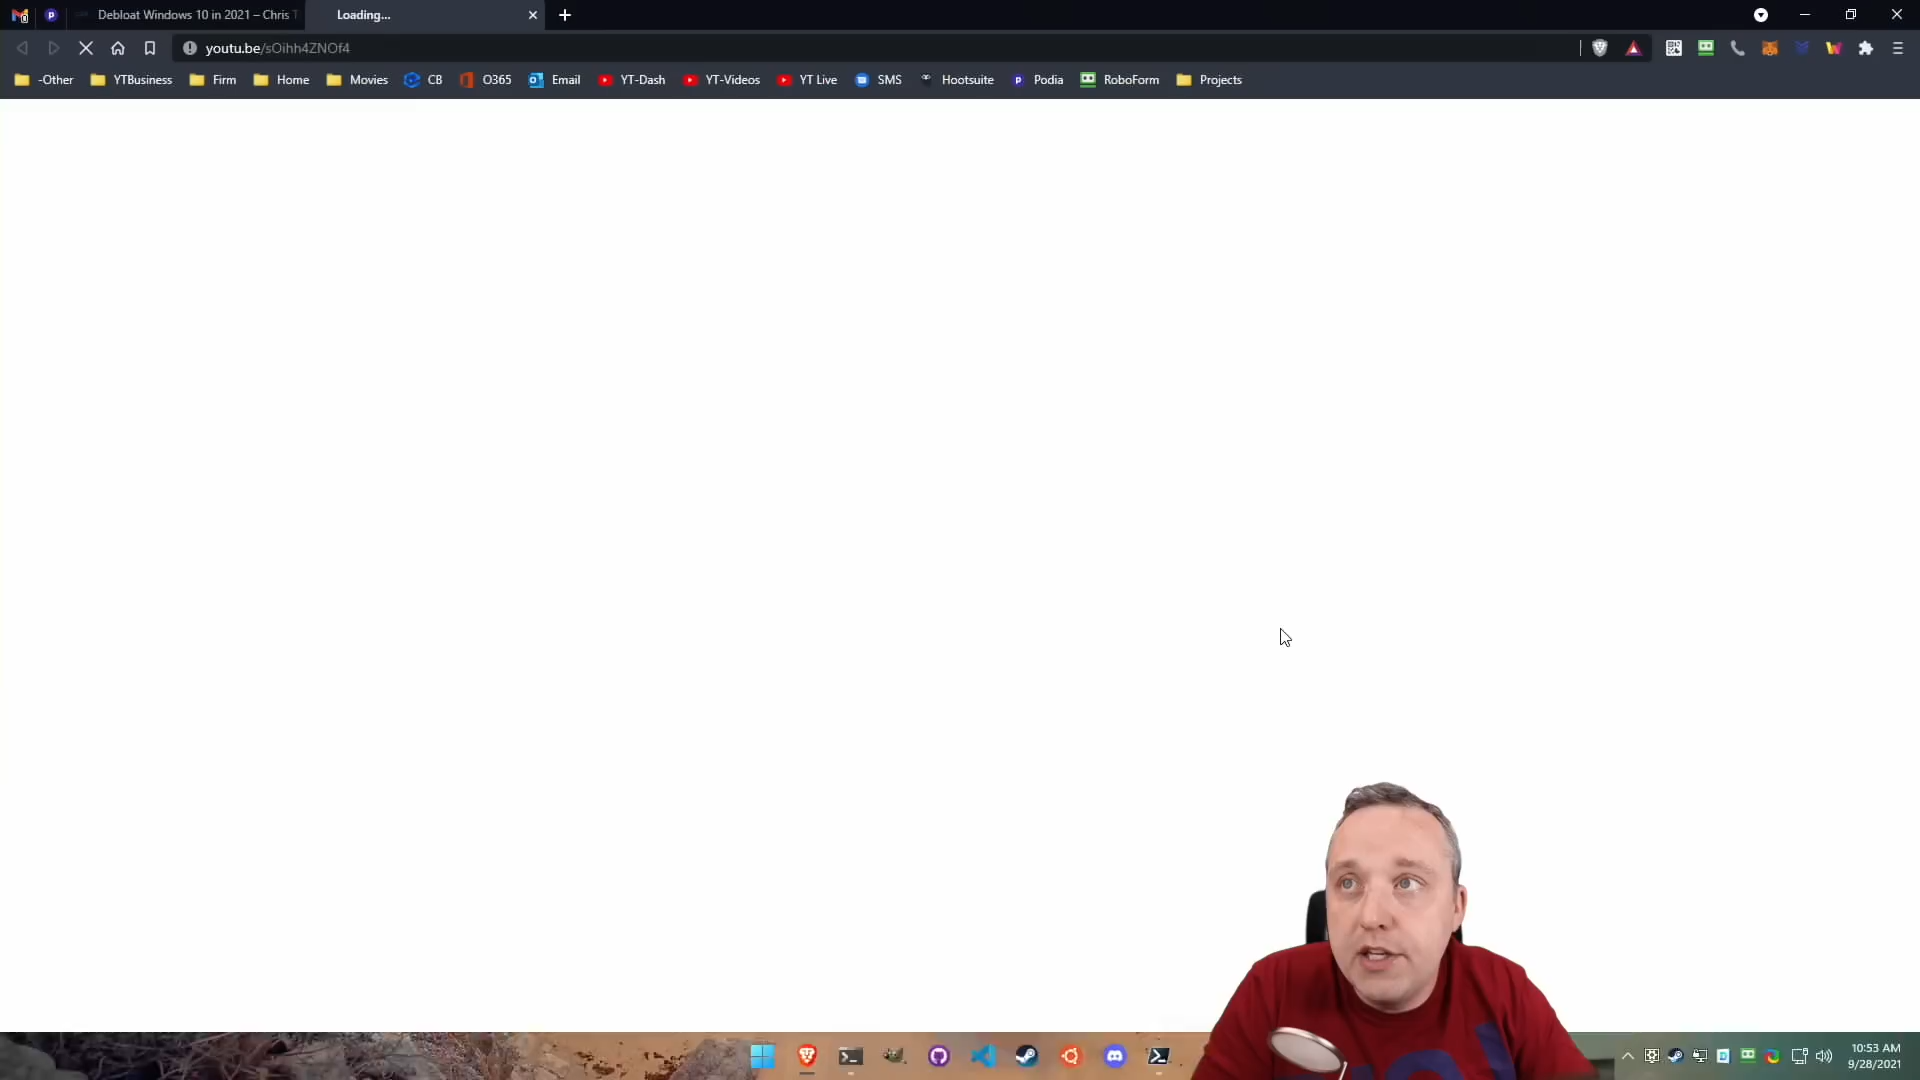 Debloat Windows 10 in 2021 – Chris T
Loading...
youtu.be/sOihh4ZNOf4
-Other
YTBusiness
Firm
Home
Movies
CB
O365
Email
YT-Dash
YT-Videos
YT Live
SMS
Hootsuite
Podia
RoboForm
Projects
10:53 AM
9/28/2021